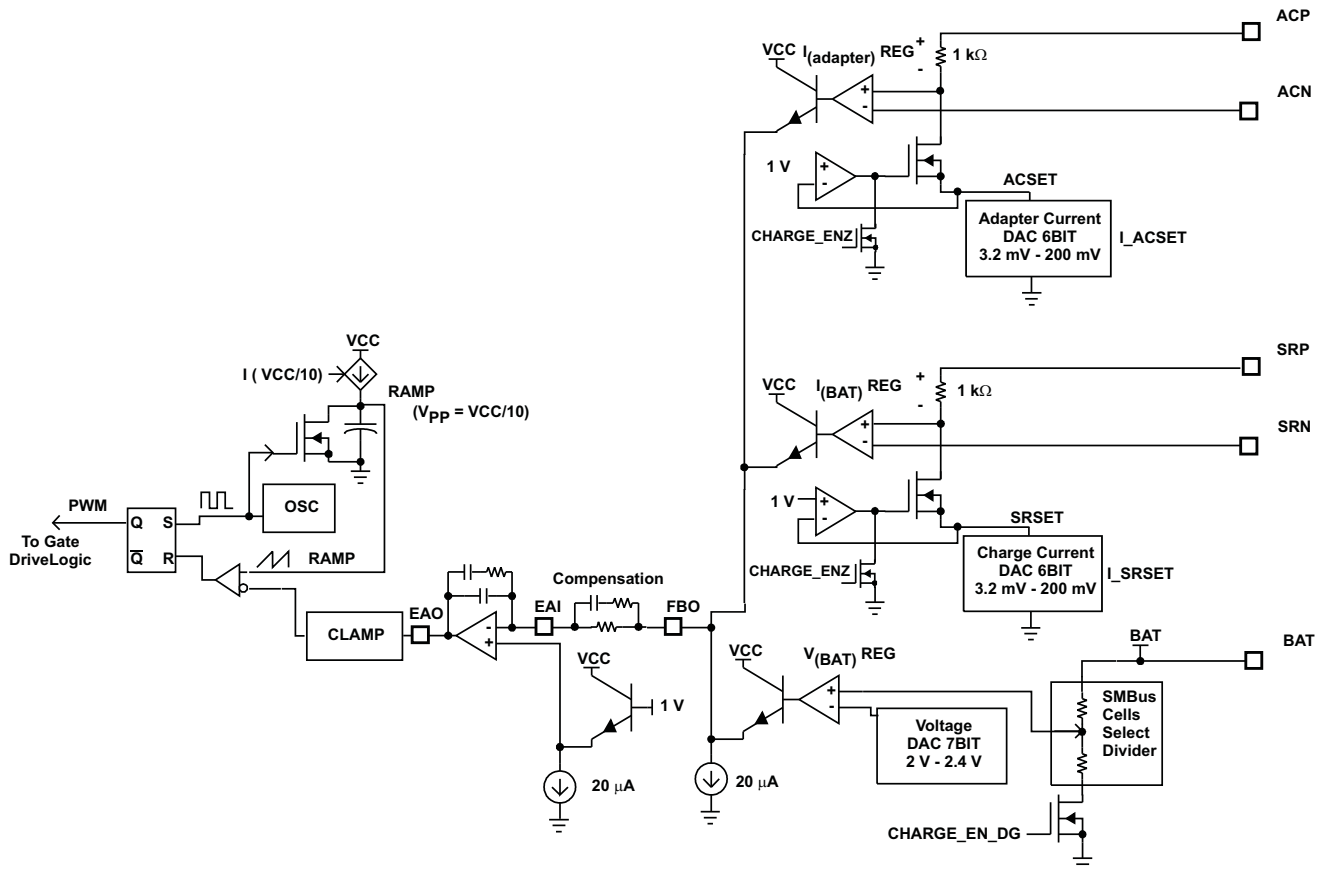 ACP
VCC I(adapter) REG + 1 kΩ
-
ACN
+
-
1 V
+
-
ACSET
CHARGE_ENZ
Adapter Current
DAC 6BIT
3.2 mV - 200 mV
I_ACSET
SRP
VCC I(BAT) REG + 1 kΩ
-
SRN
+
-
1 V
+
-
SRSET
CHARGE_ENZ
Charge Current
DAC 6BIT
3.2 mV - 200 mV
I_SRSET
VCC
I ( VCC/10)
RAMP
(VPP = VCC/10)
OSC
PWM
Q S
Q R
To Gate
DriveLogic
RAMP
CLAMP
EAO
-
+
EAI
Compensation
FBO
VCC
1 V
20 μA
VCC
V(BAT) REG
+
-
20 μA
Voltage
DAC 7BIT
2 V - 2.4 V
BAT
BAT
SMBus
Cells
Select
Divider
CHARGE_EN_DG